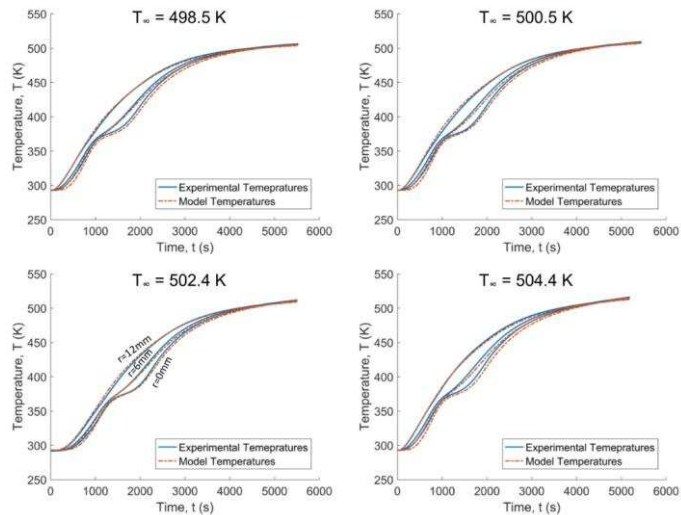 T∞ = 498.5 K
550
500
450
400
350
300
250
Temperature, T (K)
0 1000 2000 3000 4000 5000 6000
Time, t (s)
Experimental Temepratures
Model Temperatures
T∞ = 500.5 K
550
500
450
400
350
300
250
Temperature, T (K)
0 1000 2000 3000 4000 5000 6000
Time, t (s)
Experimental Temepratures
Model Temperatures
T∞ = 502.4 K
550
500
450
400
350
300
250
Temperature, T (K)
r=12mm
r=6mm
r=0mm
0 1000 2000 3000 4000 5000 6000
Time, t (s)
Experimental Temepratures
Model Temperatures
T∞ = 504.4 K
550
500
450
400
350
300
250
Temperature, T (K)
0 1000 2000 3000 4000 5000 6000
Time, t (s)
Experimental Temepratures
Model Temperatures